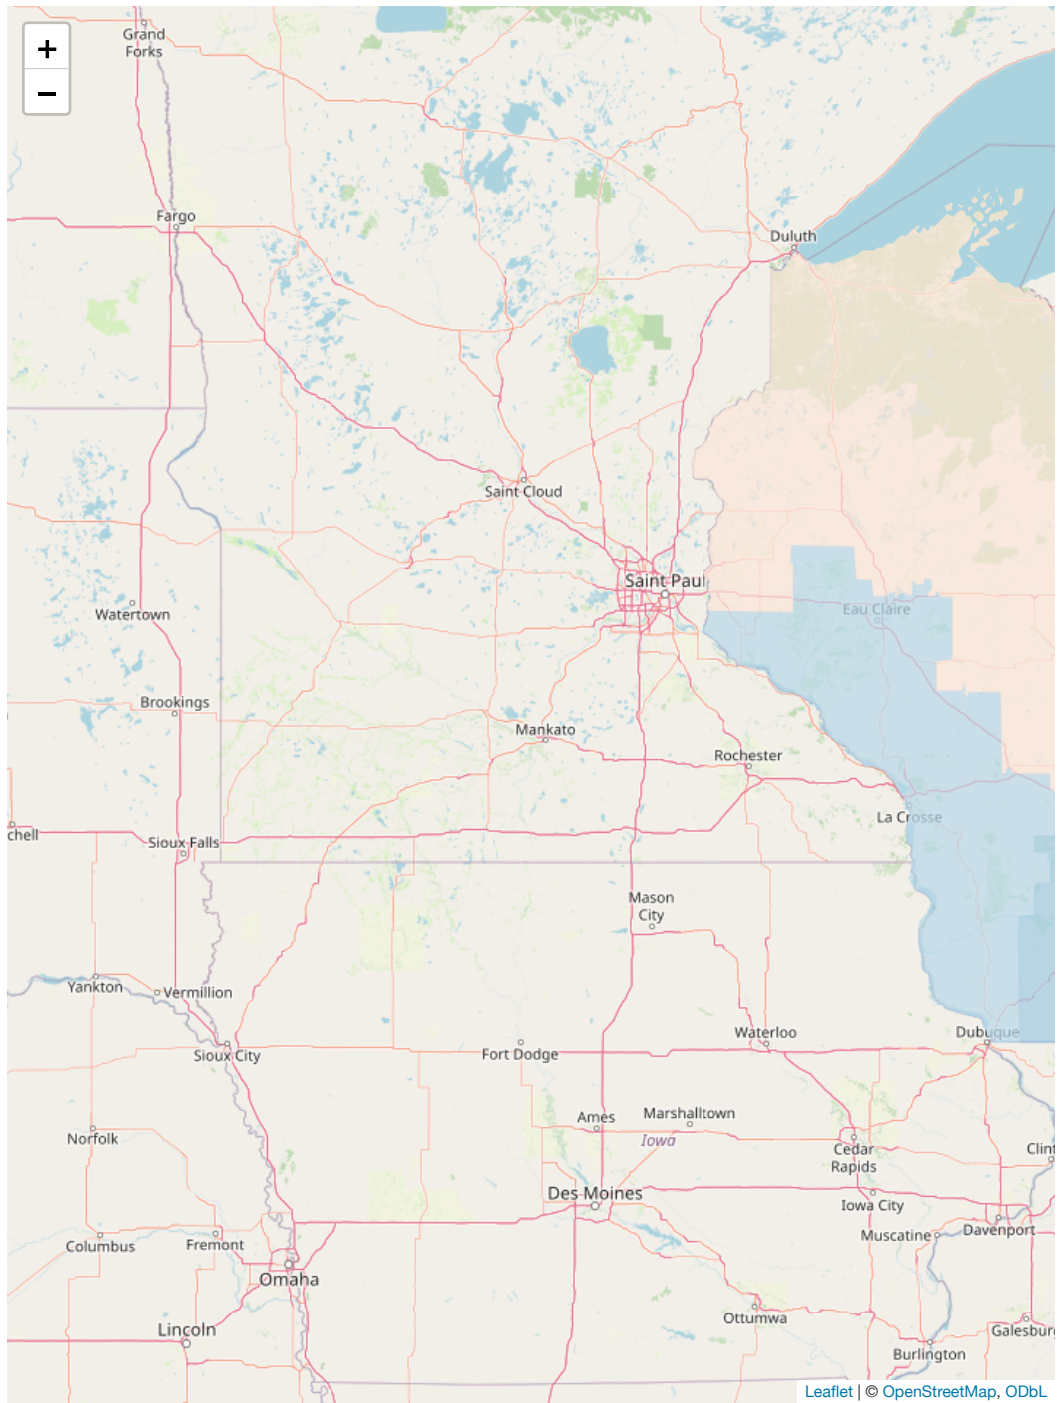 Grand
Forks
+
−
Fargo
Duluth
Saint Cloud
Saint Paul
Watertown
Eau Claire
Brookings
Mankato
Rochester
La Crosse
chell
Sioux Falls
Mason
City
Yankton
Vermillion
Waterloo
Dubuque
Sioux City
Fort Dodge
Ames
Marshalltown
Iowa
Norfolk
Cedar
Rapids
Clint
Des Moines
Iowa City
Muscatine
Davenport
Columbus
Fremont
Omaha
Ottumwa
Lincoln
Galesburg
Burlington
Leaflet | © OpenStreetMap, ODbL